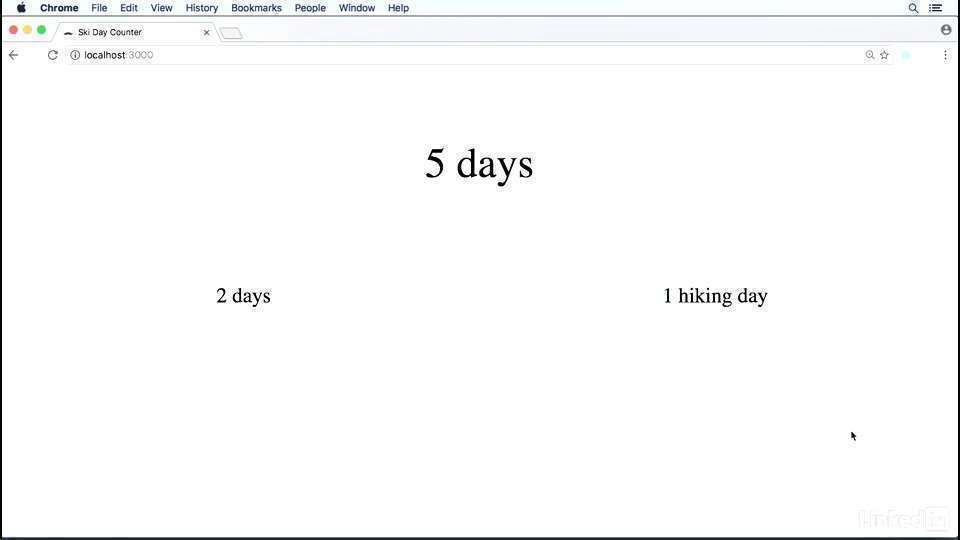 Chrome File Edit View History Bookmarks People Window Help
Ski Day Counter
localhost:3000
5 days
2 days
1 hiking day
Linked in